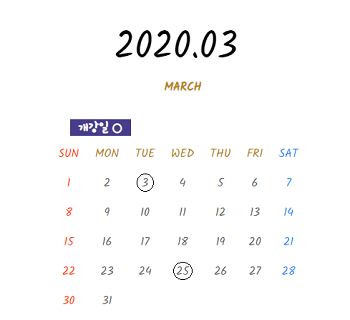 2020.03
MARCH
개강일 ○
SUN MON TUE WED THU FRI SAT
1 2 3 4 5 6 7
8 9 10 11 12 13 14
15 16 17 18 19 20 21
22 23 24 25 26 27 28
30 31